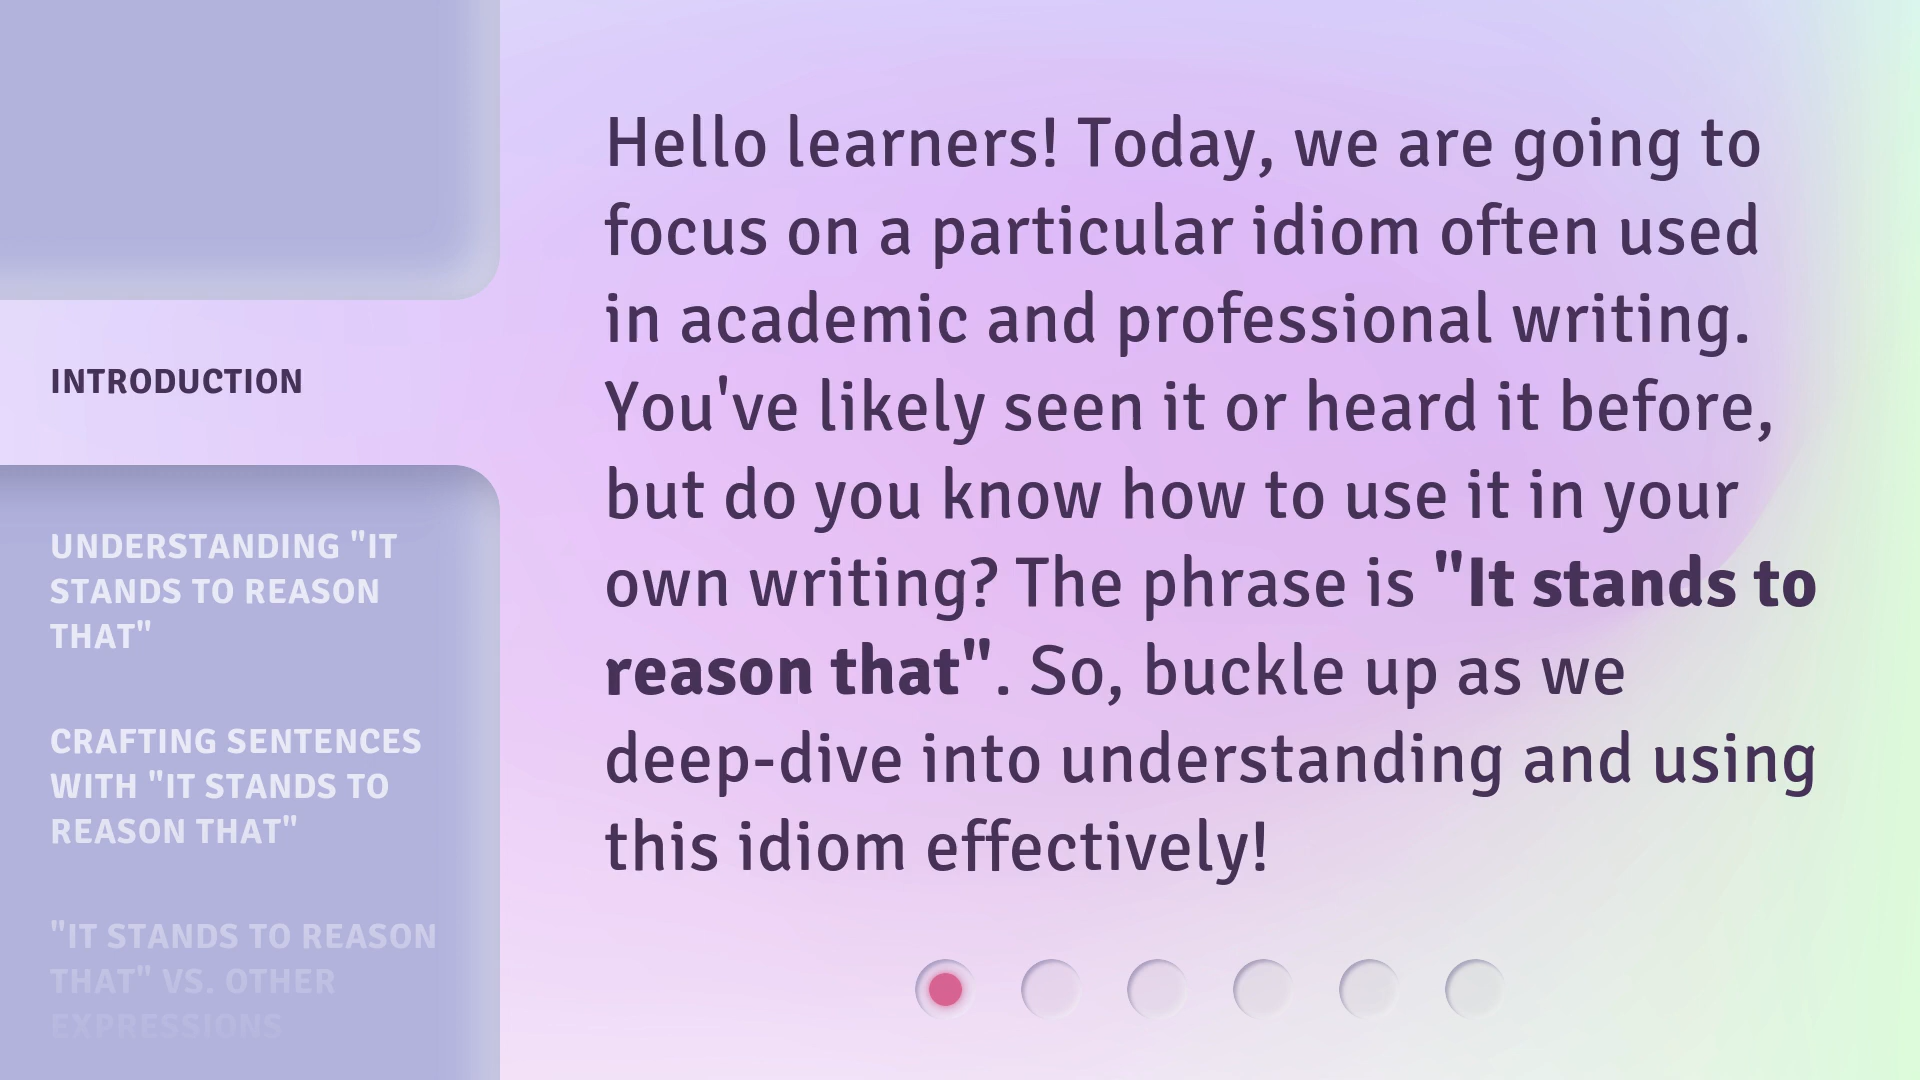 INTRODUCTION
UNDERSTANDING "IT
STANDS TO REASON
THAT"
CRAFTING SENTENCES
WITH "IT STANDS TO
REASON THAT"
"IT STANDS TO REASON
THAT" VS. OTHER
EXPRESSIONS
Hello learners! Today, we are going to
focus on a particular idiom often used
in academic and professional writing.
You've likely seen it or heard it before,
but do you know how to use it in your
own writing? The phrase is "It stands to
reason that". So, buckle up as we
deep-dive into understanding and using
this idiom effectively!